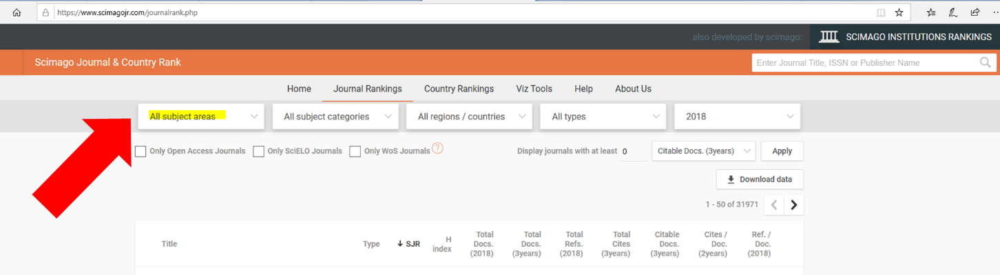 https://www.scimagojr.com/journalrank.php
also developed by scimago:
SCIMAGO INSTITUTIONS RANKINGS
Scimago Journal & Country Rank
Enter Journal Title, ISSN or Publisher Name
Home Journal Rankings Country Rankings Viz Tools Help About Us
All subject areas All subject categories All regions / countries All types 2018
Only Open Access Journals Only SciELO Journals Only WoS Journals ? Display journals with at least 0 Citable Docs. (3years) Apply
Download data
1 - 50 of 31971
Title Type SJR H index Total Docs. (2018) Total Docs. (3years) Total Refs. (2018) Total Cites (3years) Citable Docs. (3years) Cites / Doc. (2years) Ref. / Doc. (2018)